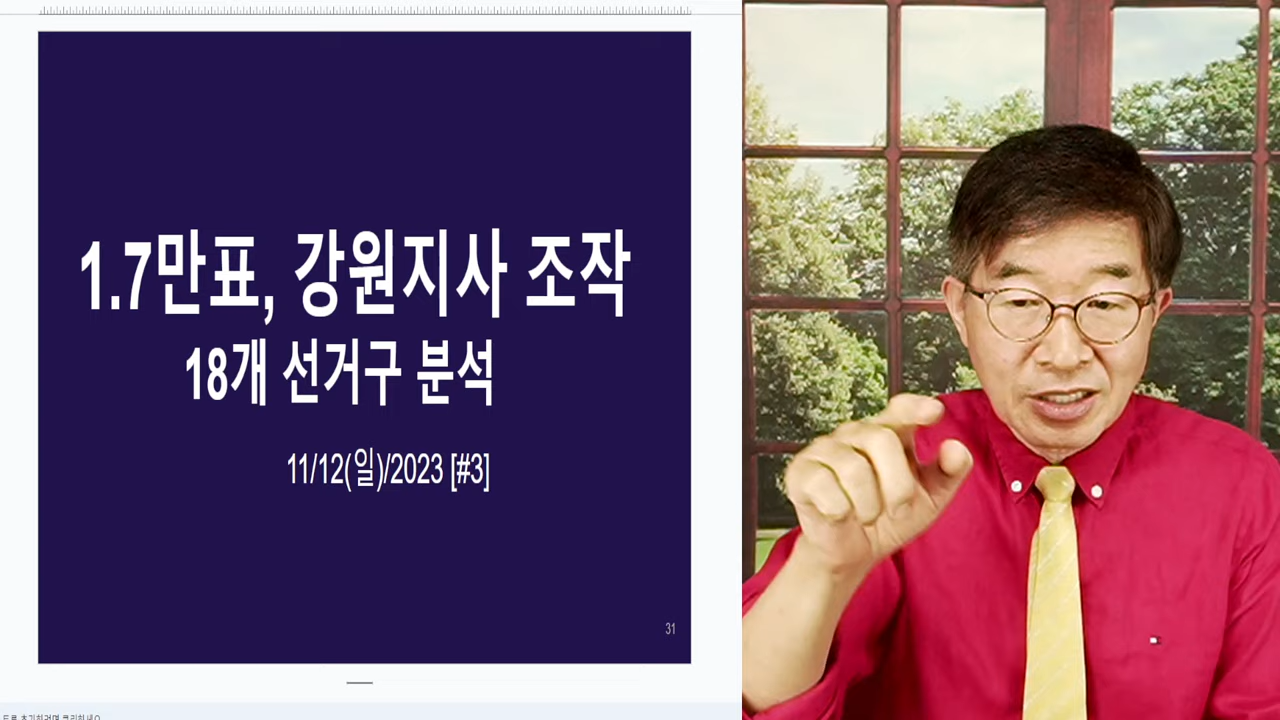 1.7만표, 강원지사 조작
18개 선거구 분석
11/12(일)/2023 [#3]
31